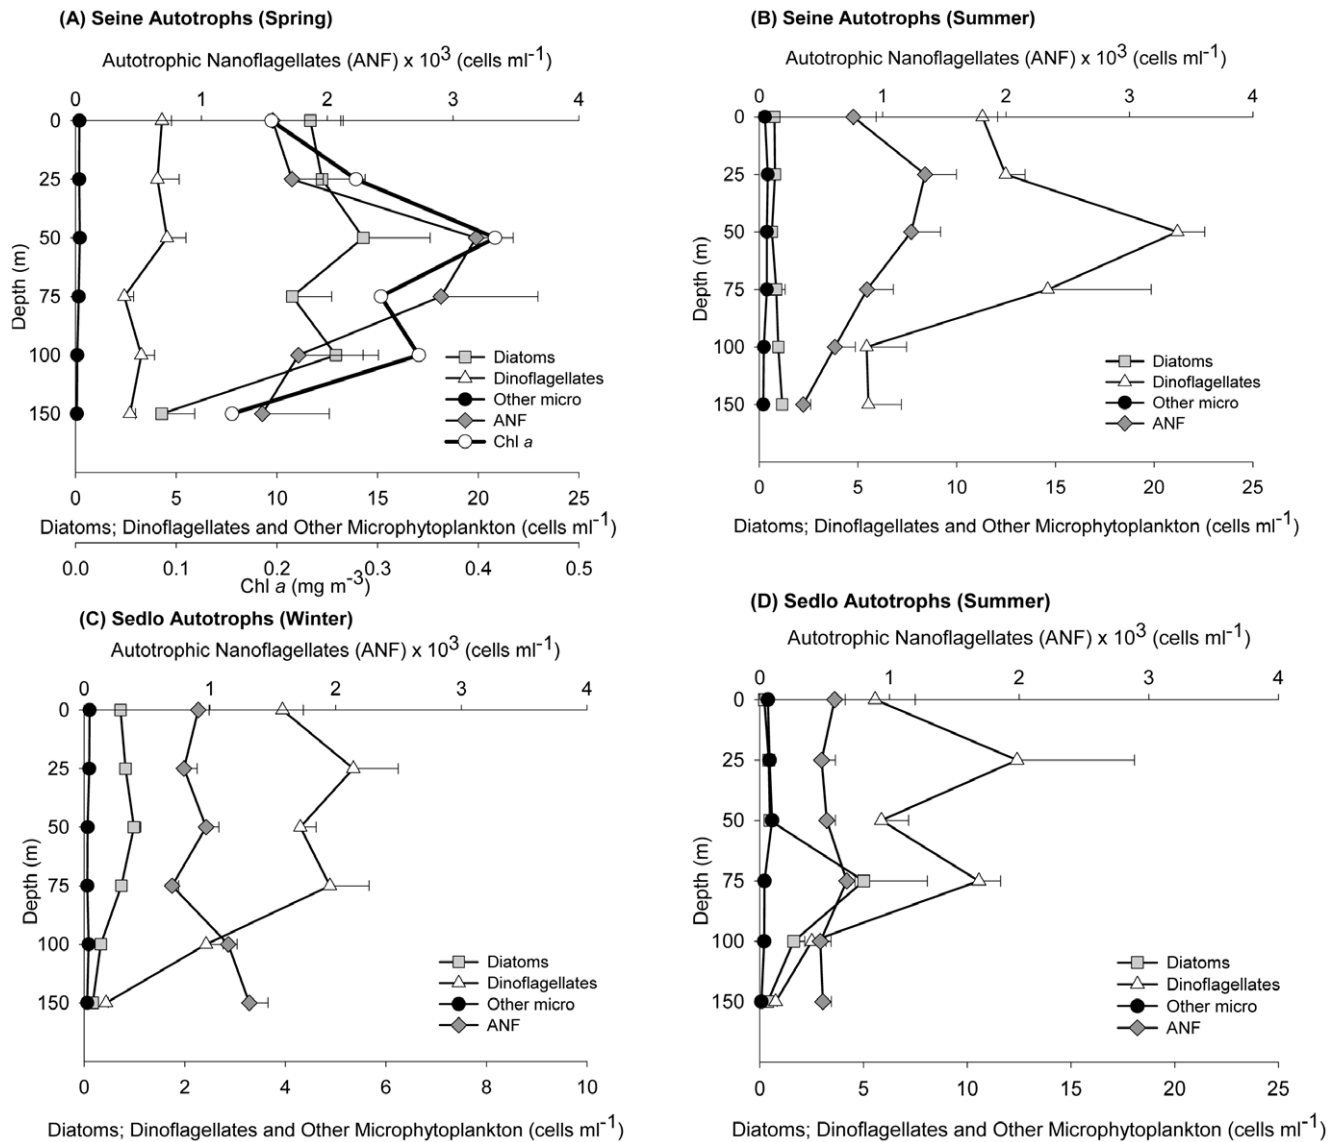 (A) Seine Autotrophs (Spring)
Autotrophic Nanoflagellates (ANF) x 10³ (cells ml⁻¹)
0 1 2 3 4
0
25
50
75
100
150
Depth (m)
Diatoms
Dinoflagellates
Other micro
ANF
Chl a
0 5 10 15 20 25
Diatoms; Dinoflagellates and Other Microphytoplankton (cells ml⁻¹)
0.0 0.1 0.2 0.3 0.4 0.5
Chl a (mg m⁻³)
(B) Seine Autotrophs (Summer)
Autotrophic Nanoflagellates (ANF) x 10³ (cells ml⁻¹)
0 1 2 3 4
0
25
50
75
100
150
Depth (m)
Diatoms
Dinoflagellates
Other micro
ANF
0 5 10 15 20 25
Diatoms; Dinoflagellates and Other Microphytoplankton (cells ml⁻¹)
(C) Sedlo Autotrophs (Winter)
Autotrophic Nanoflagellates (ANF) x 10³ (cells ml⁻¹)
0 1 2 3 4
0
25
50
75
100
150
Depth (m)
Diatoms
Dinoflagellates
Other micro
ANF
0 2 4 6 8 10
Diatoms; Dinoflagellates and Other Microphytoplankton (cells ml⁻¹)
(D) Sedlo Autotrophs (Summer)
Autotrophic Nanoflagellates (ANF) x 10³ (cells ml⁻¹)
0 1 2 3 4
0
25
50
75
100
150
Depth (m)
Diatoms
Dinoflagellates
Other micro
ANF
0 5 10 15 20 25
Diatoms; Dinoflagellates and Other Microphytoplankton (cells ml⁻¹)